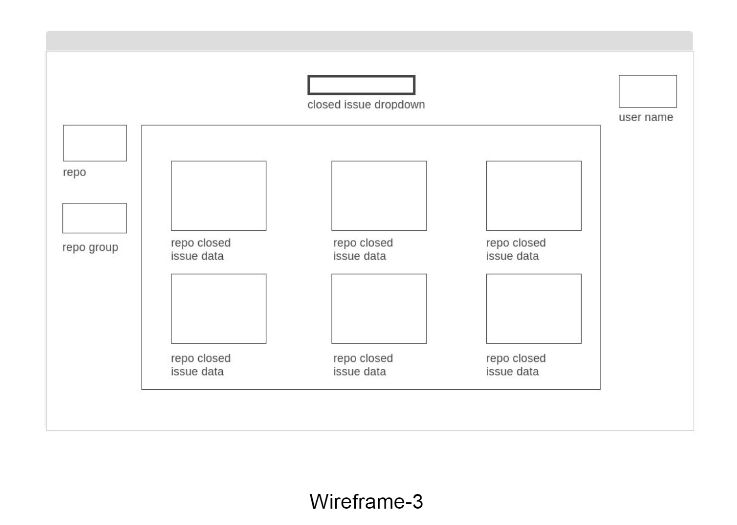 closed issue dropdown
user name
repo
repo group
repo closed
issue data
repo closed
issue data
repo closed
issue data
repo closed
issue data
repo closed
issue data
repo closed
issue data
Wireframe-3